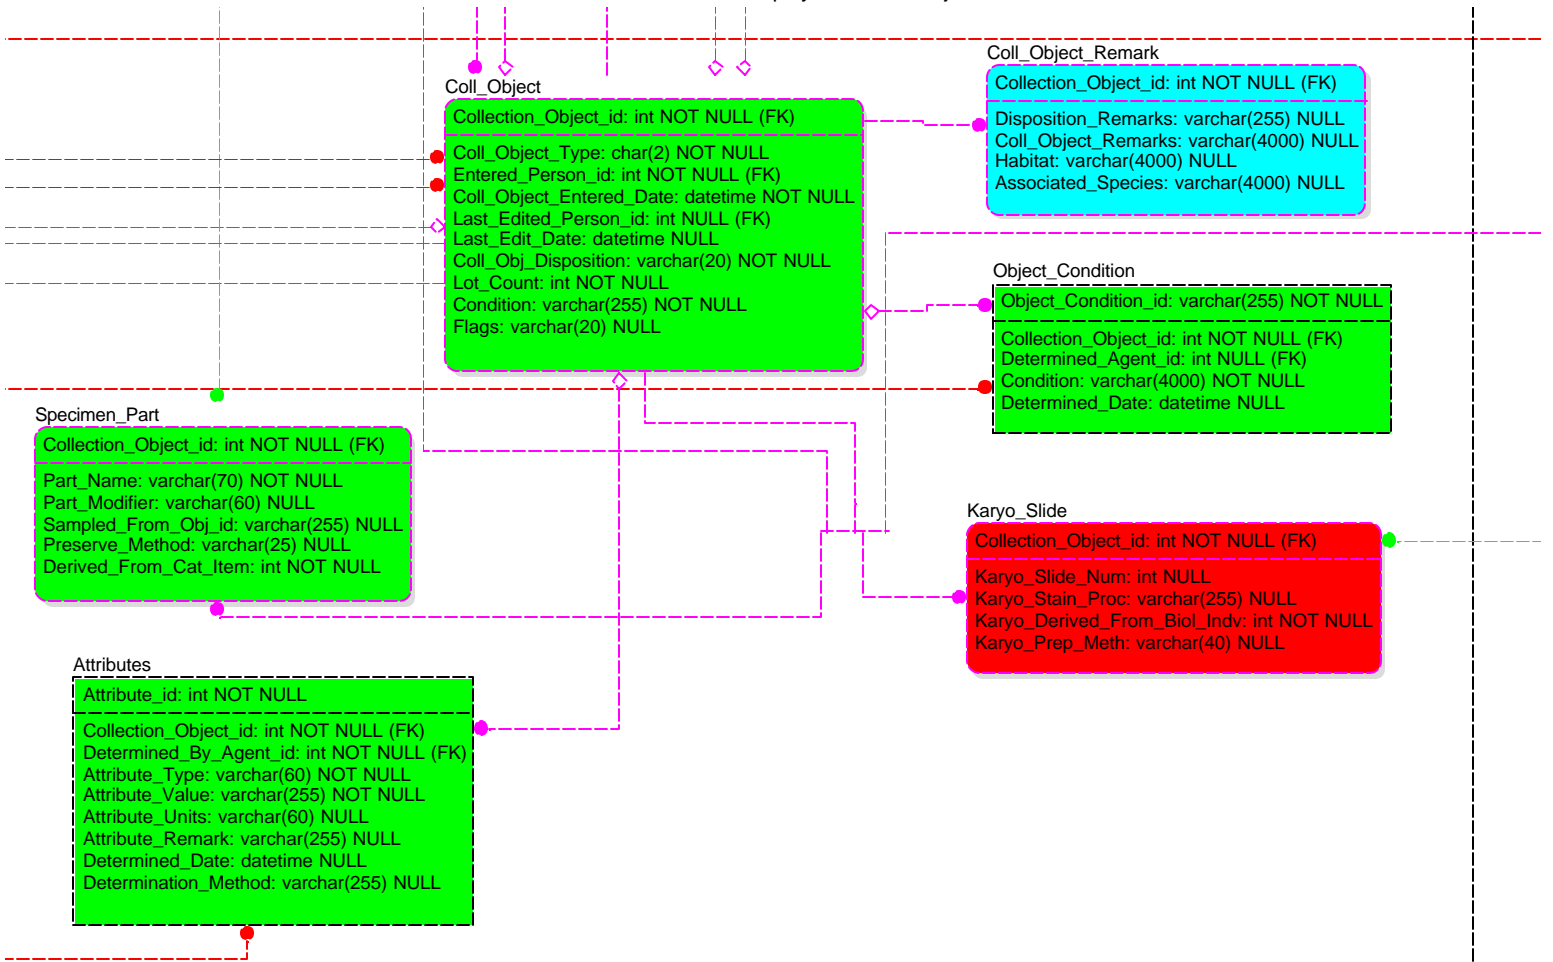 Coll_Object_Remark
Collection_Object_id: int NOT NULL (FK)
Disposition_Remarks: varchar(255) NULL
Coll_Object_Remarks: varchar(4000) NULL
Habitat: varchar(4000) NULL
Associated_Species: varchar(4000) NULL
Coll_Object
Collection_Object_id: int NOT NULL (FK)
Coll_Object_Type: char(2) NOT NULL
Entered_Person_id: int NOT NULL (FK)
Coll_Object_Entered_Date: datetime NOT NULL
Last_Edited_Person_id: int NULL (FK)
Last_Edit_Date: datetime NULL
Coll_Obj_Disposition: varchar(20) NOT NULL
Lot_Count: int NOT NULL
Condition: varchar(255) NOT NULL
Flags: varchar(20) NULL
Object_Condition
Object_Condition_id: varchar(255) NOT NULL
Collection_Object_id: int NOT NULL (FK)
Determined_Agent_id: int NULL (FK)
Condition: varchar(4000) NOT NULL
Determined_Date: datetime NULL
Specimen_Part
Collection_Object_id: int NOT NULL (FK)
Part_Name: varchar(70) NOT NULL
Part_Modifier: varchar(60) NULL
Sampled_From_Obj_id: varchar(255) NULL
Preserve_Method: varchar(25) NULL
Derived_From_Cat_Item: int NOT NULL
Karyo_Slide
Collection_Object_id: int NOT NULL (FK)
Karyo_Slide_Num: int NULL
Karyo_Stain_Proc: varchar(255) NULL
Karyo_Derived_From_Biol_Indv: int NOT NULL
Karyo_Prep_Meth: varchar(40) NULL
Attributes
Attribute_id: int NOT NULL
Collection_Object_id: int NOT NULL (FK)
Determined_By_Agent_id: int NOT NULL (FK)
Attribute_Type: varchar(60) NOT NULL
Attribute_Value: varchar(255) NOT NULL
Attribute_Units: varchar(60) NULL
Attribute_Remark: varchar(255) NULL
Determined_Date: datetime NULL
Determination_Method: varchar(255) NULL